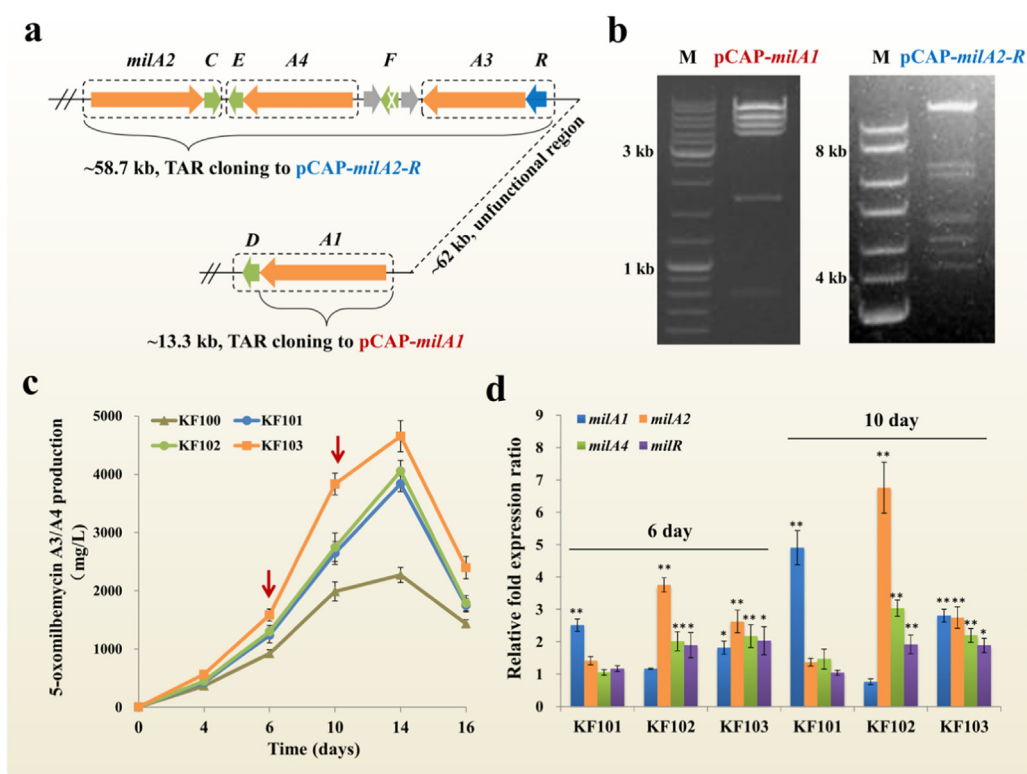 a
milA2 C E A4 F A3 R
X
~58.7 kb, TAR cloning to pCAP-milA2-R
~62 kb, unfunctional region
D A1
~13.3 kb, TAR cloning to pCAP-milA1
b
M pCAP-milA1
3 kb
1 kb
M pCAP-milA2-R
8 kb
4 kb
c
5-oxomilbemycin A3/A4 production
(mg/L)
KF100 KF101
KF102 KF103
5000
4000
3000
2000
1000
0
0 4 6 10 14 16
Time (days)
d
Relative fold expression ratio
milA1 milA2
milA4 milR
9
8
7
6
5
4
3
2
1
0
6 day
10 day
** ** ** * * ** ** * ** ** ** ** ** ** ** *
KF101 KF102 KF103 KF101 KF102 KF103